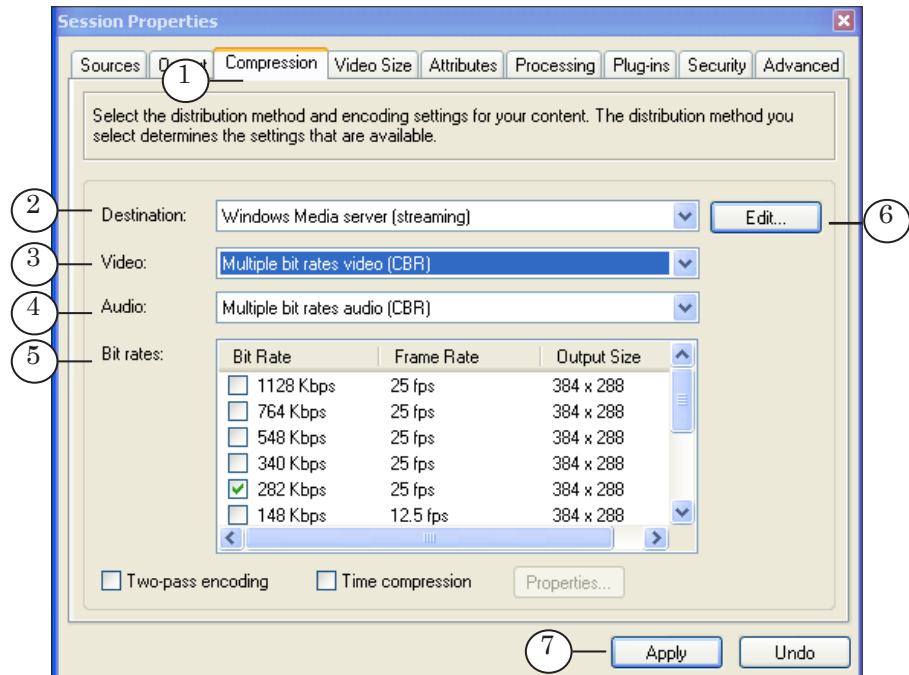 Session Properties
Sources Compression Video Size Attributes Processing Plug-ins Security Advanced
1
Select the distribution method and encoding settings for your content. The distribution method you
select determines the settings that are available.
2 Destination: Windows Media server (streaming) Edit... 6
3 Video: Multiple bit rates video (CBR)
4 Audio: Multiple bit rates audio (CBR)
5 Bit rates: Bit Rate Frame Rate Output Size
1128 Kbps 25 fps 384 x 288
764 Kbps 25 fps 384 x 288
548 Kbps 25 fps 384 x 288
340 Kbps 25 fps 384 x 288
282 Kbps 25 fps 384 x 288
148 Kbps 12.5 fps 384 x 288
Two-pass encoding Time compression Properties...
7 Apply Undo